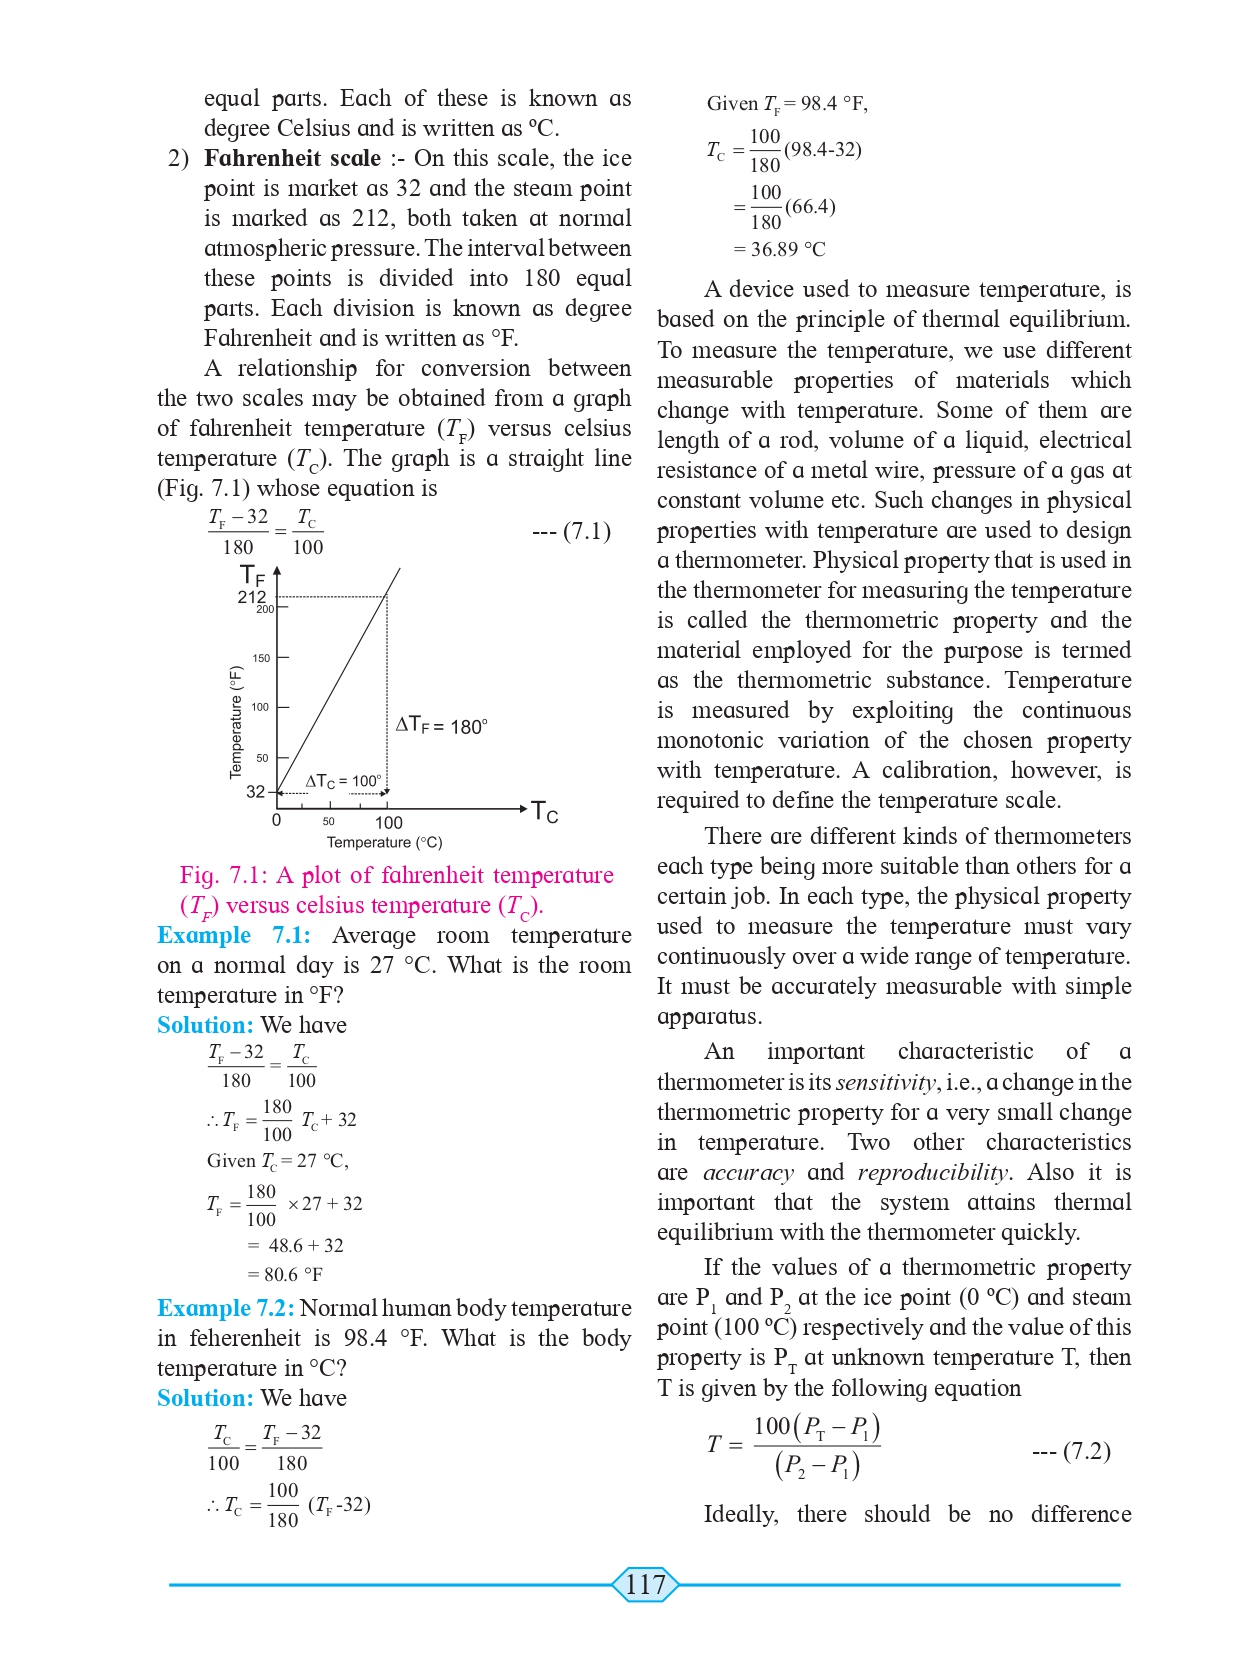 equal parts. Each of these is known as
degree Celsius and is written as ºC.
2) Fahrenheit scale :- On this scale, the ice
point is market as 32 and the steam point
is marked as 212, both taken at normal
atmospheric pressure. The interval between
these points is divided into 180 equal
parts. Each division is known as degree
Fahrenheit and is written as °F.
A relationship for conversion between
the two scales may be obtained from a graph
of fahrenheit temperature (T_F) versus celsius
temperature (T_C). The graph is a straight line
(Fig. 7.1) whose equation is
(T_F – 32)/180 = T_C/100 --- (7.1)
T_F
212
200
150
100
50
32
Temperature (°F)
ΔT_F = 180°
ΔT_C = 100°
0 50 100
T_C
Temperature (°C)
Fig. 7.1: A plot of fahrenheit temperature
(T_F) versus celsius temperature (T_C).
Example 7.1: Average room temperature
on a normal day is 27 °C. What is the room
temperature in °F?
Solution: We have
(T_F – 32)/180 = T_C/100
∴ T_F = 180/100 T_C + 32
Given T_C = 27 °C,
T_F = 180/100 × 27 + 32
= 48.6 + 32
= 80.6 °F
Example 7.2: Normal human body temperature
in feherenheit is 98.4 °F. What is the body
temperature in °C?
Solution: We have
T_C/100 = (T_F – 32)/180
∴ T_C = 100/180 (T_F -32)
Given T_F = 98.4 °F,
T_C = 100/180 (98.4-32)
= 100/180 (66.4)
= 36.89 °C
A device used to measure temperature, is
based on the principle of thermal equilibrium.
To measure the temperature, we use different
measurable properties of materials which
change with temperature. Some of them are
length of a rod, volume of a liquid, electrical
resistance of a metal wire, pressure of a gas at
constant volume etc. Such changes in physical
properties with temperature are used to design
a thermometer. Physical property that is used in
the thermometer for measuring the temperature
is called the thermometric property and the
material employed for the purpose is termed
as the thermometric substance. Temperature
is measured by exploiting the continuous
monotonic variation of the chosen property
with temperature. A calibration, however, is
required to define the temperature scale.
There are different kinds of thermometers
each type being more suitable than others for a
certain job. In each type, the physical property
used to measure the temperature must vary
continuously over a wide range of temperature.
It must be accurately measurable with simple
apparatus.
An important characteristic of a
thermometer is its sensitivity, i.e., a change in the
thermometric property for a very small change
in temperature. Two other characteristics
are accuracy and reproducibility. Also it is
important that the system attains thermal
equilibrium with the thermometer quickly.
If the values of a thermometric property
are P_1 and P_2 at the ice point (0 ºC) and steam
point (100 ºC) respectively and the value of this
property is P_T at unknown temperature T, then
T is given by the following equation
T = 100(P_T – P_1)/(P_2 – P_1) --- (7.2)
Ideally, there should be no difference
117